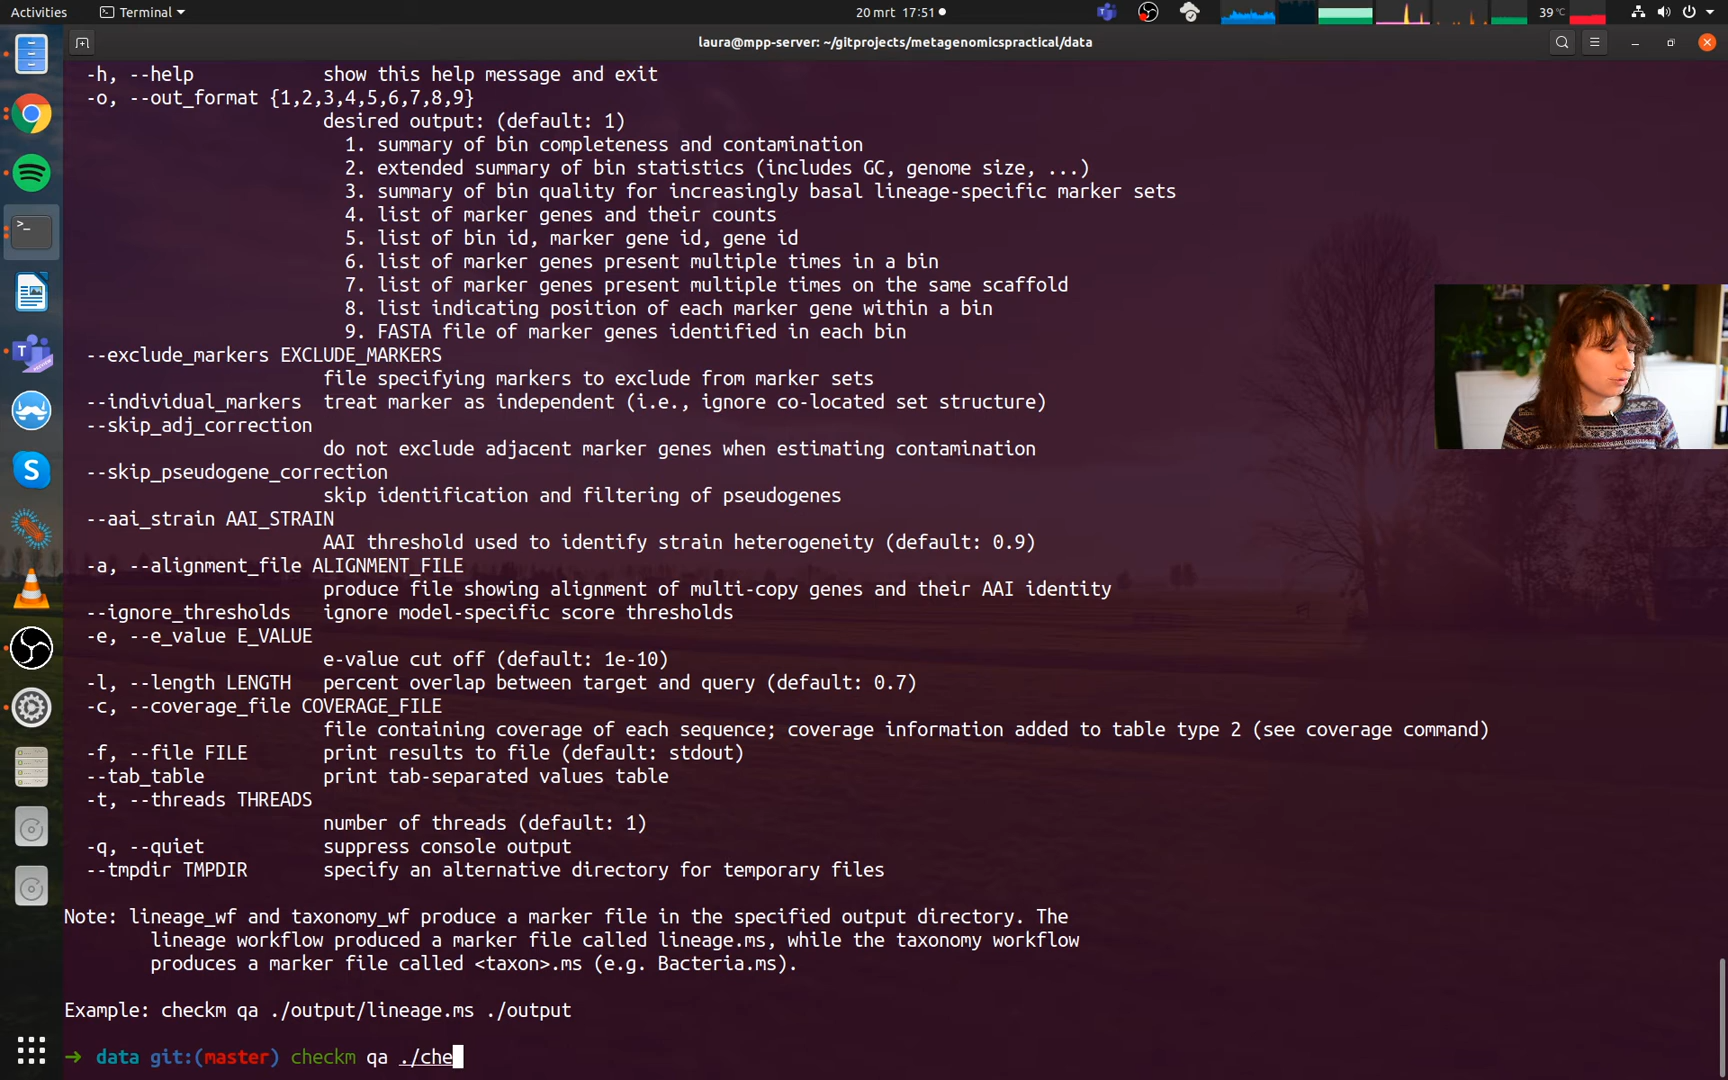 Activities
Terminal
20 mrt 17:51
39 °C
laura@mpp-server: ~/gitprojects/metagenomicspractical/data
-h, --help show this help message and exit
-o, --out_format {1,2,3,4,5,6,7,8,9}
desired output: (default: 1)
1. summary of bin completeness and contamination
2. extended summary of bin statistics (includes GC, genome size, ...)
3. summary of bin quality for increasingly basal lineage-specific marker sets
4. list of marker genes and their counts
5. list of bin id, marker gene id, gene id
6. list of marker genes present multiple times in a bin
7. list of marker genes present multiple times on the same scaffold
8. list indicating position of each marker gene within a bin
9. FASTA file of marker genes identified in each bin
--exclude_markers EXCLUDE_MARKERS
file specifying markers to exclude from marker sets
--individual_markers treat marker as independent (i.e., ignore co-located set structure)
--skip_adj_correction
do not exclude adjacent marker genes when estimating contamination
--skip_pseudogene_correction
skip identification and filtering of pseudogenes
--aai_strain AAI_STRAIN
AAI threshold used to identify strain heterogeneity (default: 0.9)
-a, --alignment_file ALIGNMENT_FILE
produce file showing alignment of multi-copy genes and their AAI identity
--ignore_thresholds ignore model-specific score thresholds
-e, --e_value E_VALUE
e-value cut off (default: 1e-10)
-l, --length LENGTH percent overlap between target and query (default: 0.7)
-c, --coverage_file COVERAGE_FILE
file containing coverage of each sequence; coverage information added to table type 2 (see coverage command)
-f, --file FILE print results to file (default: stdout)
--tab_table print tab-separated values table
-t, --threads THREADS
number of threads (default: 1)
-q, --quiet suppress console output
--tmpdir TMPDIR specify an alternative directory for temporary files
Note: lineage_wf and taxonomy_wf produce a marker file in the specified output directory. The
lineage workflow produced a marker file called lineage.ms, while the taxonomy workflow
produces a marker file called <taxon>.ms (e.g. Bacteria.ms).
Example: checkm qa ./output/lineage.ms ./output
→ data git:(master) checkm qa ./che